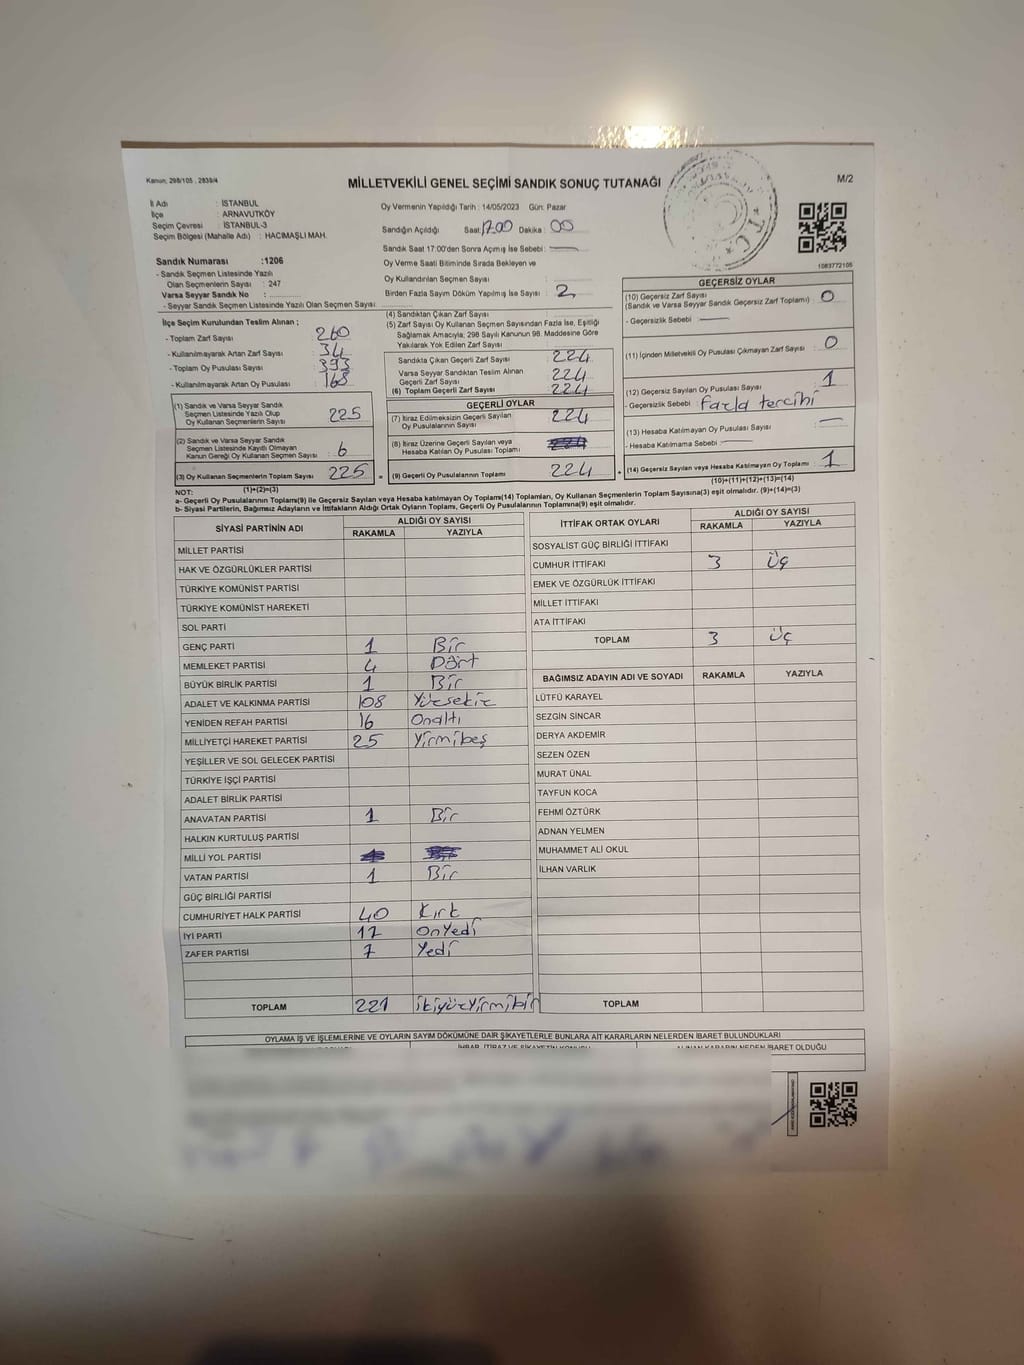 Kanun: 298/105 , 2839/4
MİLLETVEKİLİ GENEL SEÇİMİ SANDIK SONUÇ TUTANAĞI
M/2
İl Adı : İSTANBUL
İlçe : ARNAVUTKÖY
Seçim Çevresi : İSTANBUL-3
Seçim Bölgesi (Mahalle Adı) : HACIMAŞLI MAH.
Oy Vermenin Yapıldığı Tarih : 14/05/2023 Gün: Pazar
Sandığın Açıldığı Saat: 17:00 Dakika : 00
Sandık Saat 17:00'den Sonra Açımış İse Sebebi :
Oy Verme Saati Bitiminde Sırada Bekleyen ve
Oy Kullandırılan Seçmen Sayısı :
Birden Fazla Sayım Döküm Yapılmış İse Sayısı : 2
1083772105
Sandık Numarası :1206
- Sandık Seçmen Listesinde Yazılı
Olan Seçmenlerin Sayısı : 247
Varsa Seyyar Sandık No :
- Seyyar Sandık Seçmen Listesinde Yazılı Olan Seçmen Sayısı:
İlçe Seçim Kurulundan Teslim Alınan ;
- Toplam Zarf Sayısı : 260
- Kullanılmayarak Artan Zarf Sayısı : 34
- Toplam Oy Pusulası Sayısı : 393
- Kullanılmayarak Artan Oy Pusulası : 168
(1) Sandık ve Varsa Seyyar Sandık
Seçmen Listesinde Yazılı Olup
Oy Kullanan Seçmenlerin Sayısı 225
(2) Sandık ve Varsa Seyyar Sandık
Seçmen Listesinde Kayıtlı Olmayan
Kanun Gereği Oy Kullanan Seçmen Sayısı 6
(3) Oy Kullanan Seçmenlerin Toplam Sayısı 225
(1)+(2)=(3)
(4) Sandıktan Çıkan Zarf Sayısı :
(5) Zarf Sayısı Oy Kullanan Seçmen Sayısından Fazla İse, Eşitliği
Sağlamak Amacıyla; 298 Sayılı Kanunun 98. Maddesine Göre
Yakılarak Yok Edilen Zarf Sayısı :
Sandıkta Çıkan Geçerli Zarf Sayısı : 224
Varsa Seyyar Sandıktan Teslim Alınan
Geçerli Zarf Sayısı : 224
(6) Toplam Geçerli Zarf Sayısı : 224
GEÇERLİ OYLAR
(7) İtiraz Edilmeksizin Geçerli Sayılan
Oy Pusulasının Sayısı : 224
(8) İtiraz Üzerine Geçerli Sayılan veya
Hesaba Katılan Oy Pusulası Toplamı
(9) Geçerli Oy Pusulalarının Toplamı 224
GEÇERSİZ OYLAR
(10) Geçersiz Zarf Sayısı
(Sandık ve Varsa Seyyar Sandık Geçersiz Zarf Toplamı) : 0
- Geçersizlik Sebebi :
(11) İçinden Milletvekili Oy Pusulası Çıkmayan Zarf Sayısı : 0
(12) Geçersiz Sayılan Oy Pusulası Sayısı : 1
- Geçersizlik Sebebi : Fazla tercihi
(13) Hesaba Katılmayan Oy Pusulası Sayısı :
- Hesaba Katılmama Sebebi :
(14) Geçersiz Sayılan veya Hesaba Katılmayan Oy Toplamı : 1
(10)+(11)+(12)+(13)=(14)
NOT:
a- Geçerli Oy Pusulalarının Toplamı(9) ile Geçersiz Sayılan veya Hesaba katılmayan Oy Toplamı(14) Toplamları, Oy Kullanan Seçmenlerin Toplam Sayısına(3) eşit olmalıdır. (9)+(14)=(3)
b- Siyasi Partilerin, Bağımsız Adayların ve İttifakların Aldığı Ortak Oyların Toplamı, Geçerli Oy Pusulalarının Toplamına(9) eşit olmalıdır.
SİYASİ PARTİNİN ADI ALDIĞI OY SAYISI
RAKAMLA YAZIYLA
MİLLET PARTİSİ
HAK VE ÖZGÜRLÜKLER PARTİSİ
TÜRKİYE KOMÜNİST PARTİSİ
TÜRKİYE KOMÜNİST HAREKETİ
SOL PARTİ
GENÇ PARTİ 1 Bir
MEMLEKET PARTİSİ 4 Dört
BÜYÜK BİRLİK PARTİSİ 1 Bir
ADALET VE KALKINMA PARTİSİ 108 Yüzsekiz
YENİDEN REFAH PARTİSİ 16 Onaltı
MİLLİYETÇİ HAREKET PARTİSİ 25 Yirmibeş
YEŞİLLER VE SOL GELECEK PARTİSİ
TÜRKİYE İŞÇİ PARTİSİ
ADALET BİRLİK PARTİSİ
ANAVATAN PARTİSİ 1 Bir
HALKIN KURTULUŞ PARTİSİ
MİLLİ YOL PARTİSİ
VATAN PARTİSİ 1 Bir
GÜÇ BİRLİĞİ PARTİSİ
CUMHURİYET HALK PARTİSİ 40 Kırk
İYİ PARTİ 17 OnYedi
ZAFER PARTİSİ 7 Yedi
TOPLAM 221 ikiyüzYirmibir
İTTİFAK ORTAK OYLARI ALDIĞI OY SAYISI
RAKAMLA YAZIYLA
SOSYALİST GÜÇ BİRLİĞİ İTTİFAKI
CUMHUR İTTİFAKI 3 Üç
EMEK VE ÖZGÜRLÜK İTTİFAKI
MİLLET İTTİFAKI
ATA İTTİFAKI
TOPLAM 3 Üç
BAĞIMSIZ ADAYIN ADI VE SOYADI RAKAMLA YAZIYLA
LÜTFÜ KARAYEL
SEZGİN SİNCAR
DERYA AKDEMİR
SEZEN ÖZEN
MURAT ÜNAL
TAYFUN KOCA
FEHMİ ÖZTÜRK
ADNAN YELMEN
MUHAMMET ALİ OKUL
İLHAN VARLIK
TOPLAM
OYLAMA İŞ VE İŞLEMLERİNE VE OYLARIN SAYIM DÖKÜMÜNE DAİR ŞİKAYETLERLE BUNLARA AİT KARARLARIN NELERDEN İBARET BULUNDUKLARI
İHBAR, İTİRAZ VE ŞİKAYETİN KONUSU ALINAN KARARIN NEDEN İBARET OLDUĞU